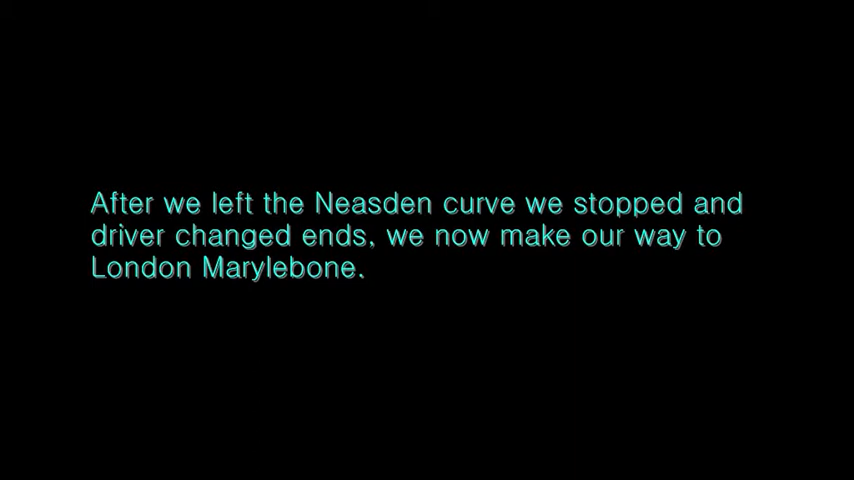 After we left the Neasden curve we stopped and
driver changed ends, we now make our way to
London Marylebone.